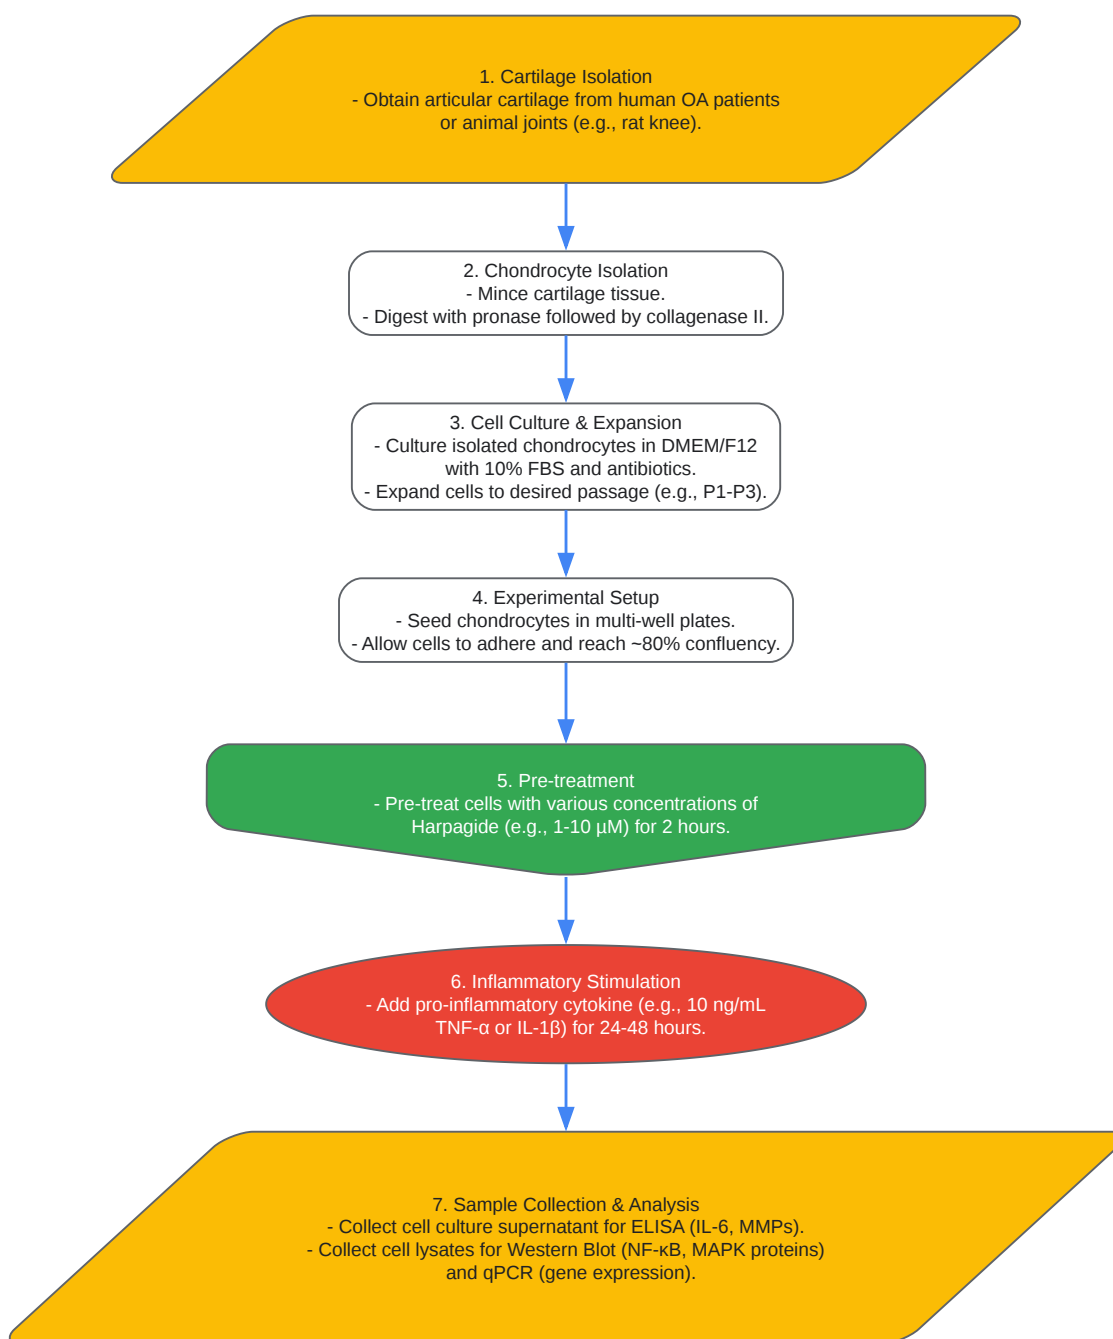 1. Cartilage Isolation
- Obtain articular cartilage from human OA patients
or animal joints (e.g., rat knee).
2. Chondrocyte Isolation
- Mince cartilage tissue.
- Digest with pronase followed by collagenase II.
3. Cell Culture & Expansion
- Culture isolated chondrocytes in DMEM/F12
with 10% FBS and antibiotics.
- Expand cells to desired passage (e.g., P1-P3).
4. Experimental Setup
- Seed chondrocytes in multi-well plates.
- Allow cells to adhere and reach ~80% confluency.
5. Pre-treatment
- Pre-treat cells with various concentrations of
Harpagide (e.g., 1-10 µM) for 2 hours.
6. Inflammatory Stimulation
- Add pro-inflammatory cytokine (e.g., 10 ng/mL
TNF-α or IL-1β) for 24-48 hours.
7. Sample Collection & Analysis
- Collect cell culture supernatant for ELISA (IL-6, MMPs).
- Collect cell lysates for Western Blot (NF-κB, MAPK proteins)
and qPCR (gene expression).